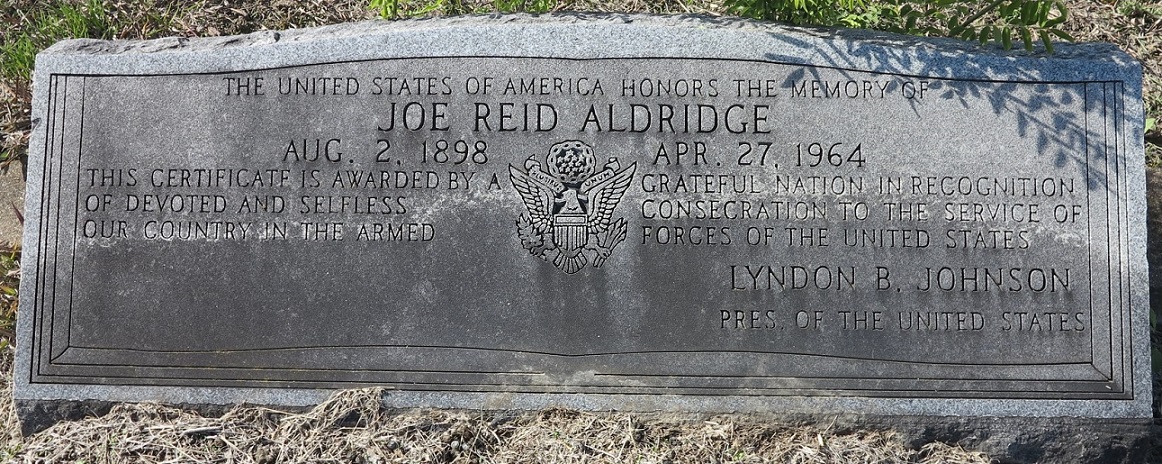 THE UNITED STATES OF AMERICA HONORS THE MEMORY OF
JOE REID ALDRIDGE
AUG. 2, 1898 APR. 27, 1964
THIS CERTIFICATE IS AWARDED BY A GRATEFUL NATION IN RECOGNITION
OF DEVOTED AND SELFLESS CONSECRATION TO THE SERVICE OF
OUR COUNTRY IN THE ARMED FORCES OF THE UNITED STATES
LYNDON B. JOHNSON
PRES. OF THE UNITED STATES